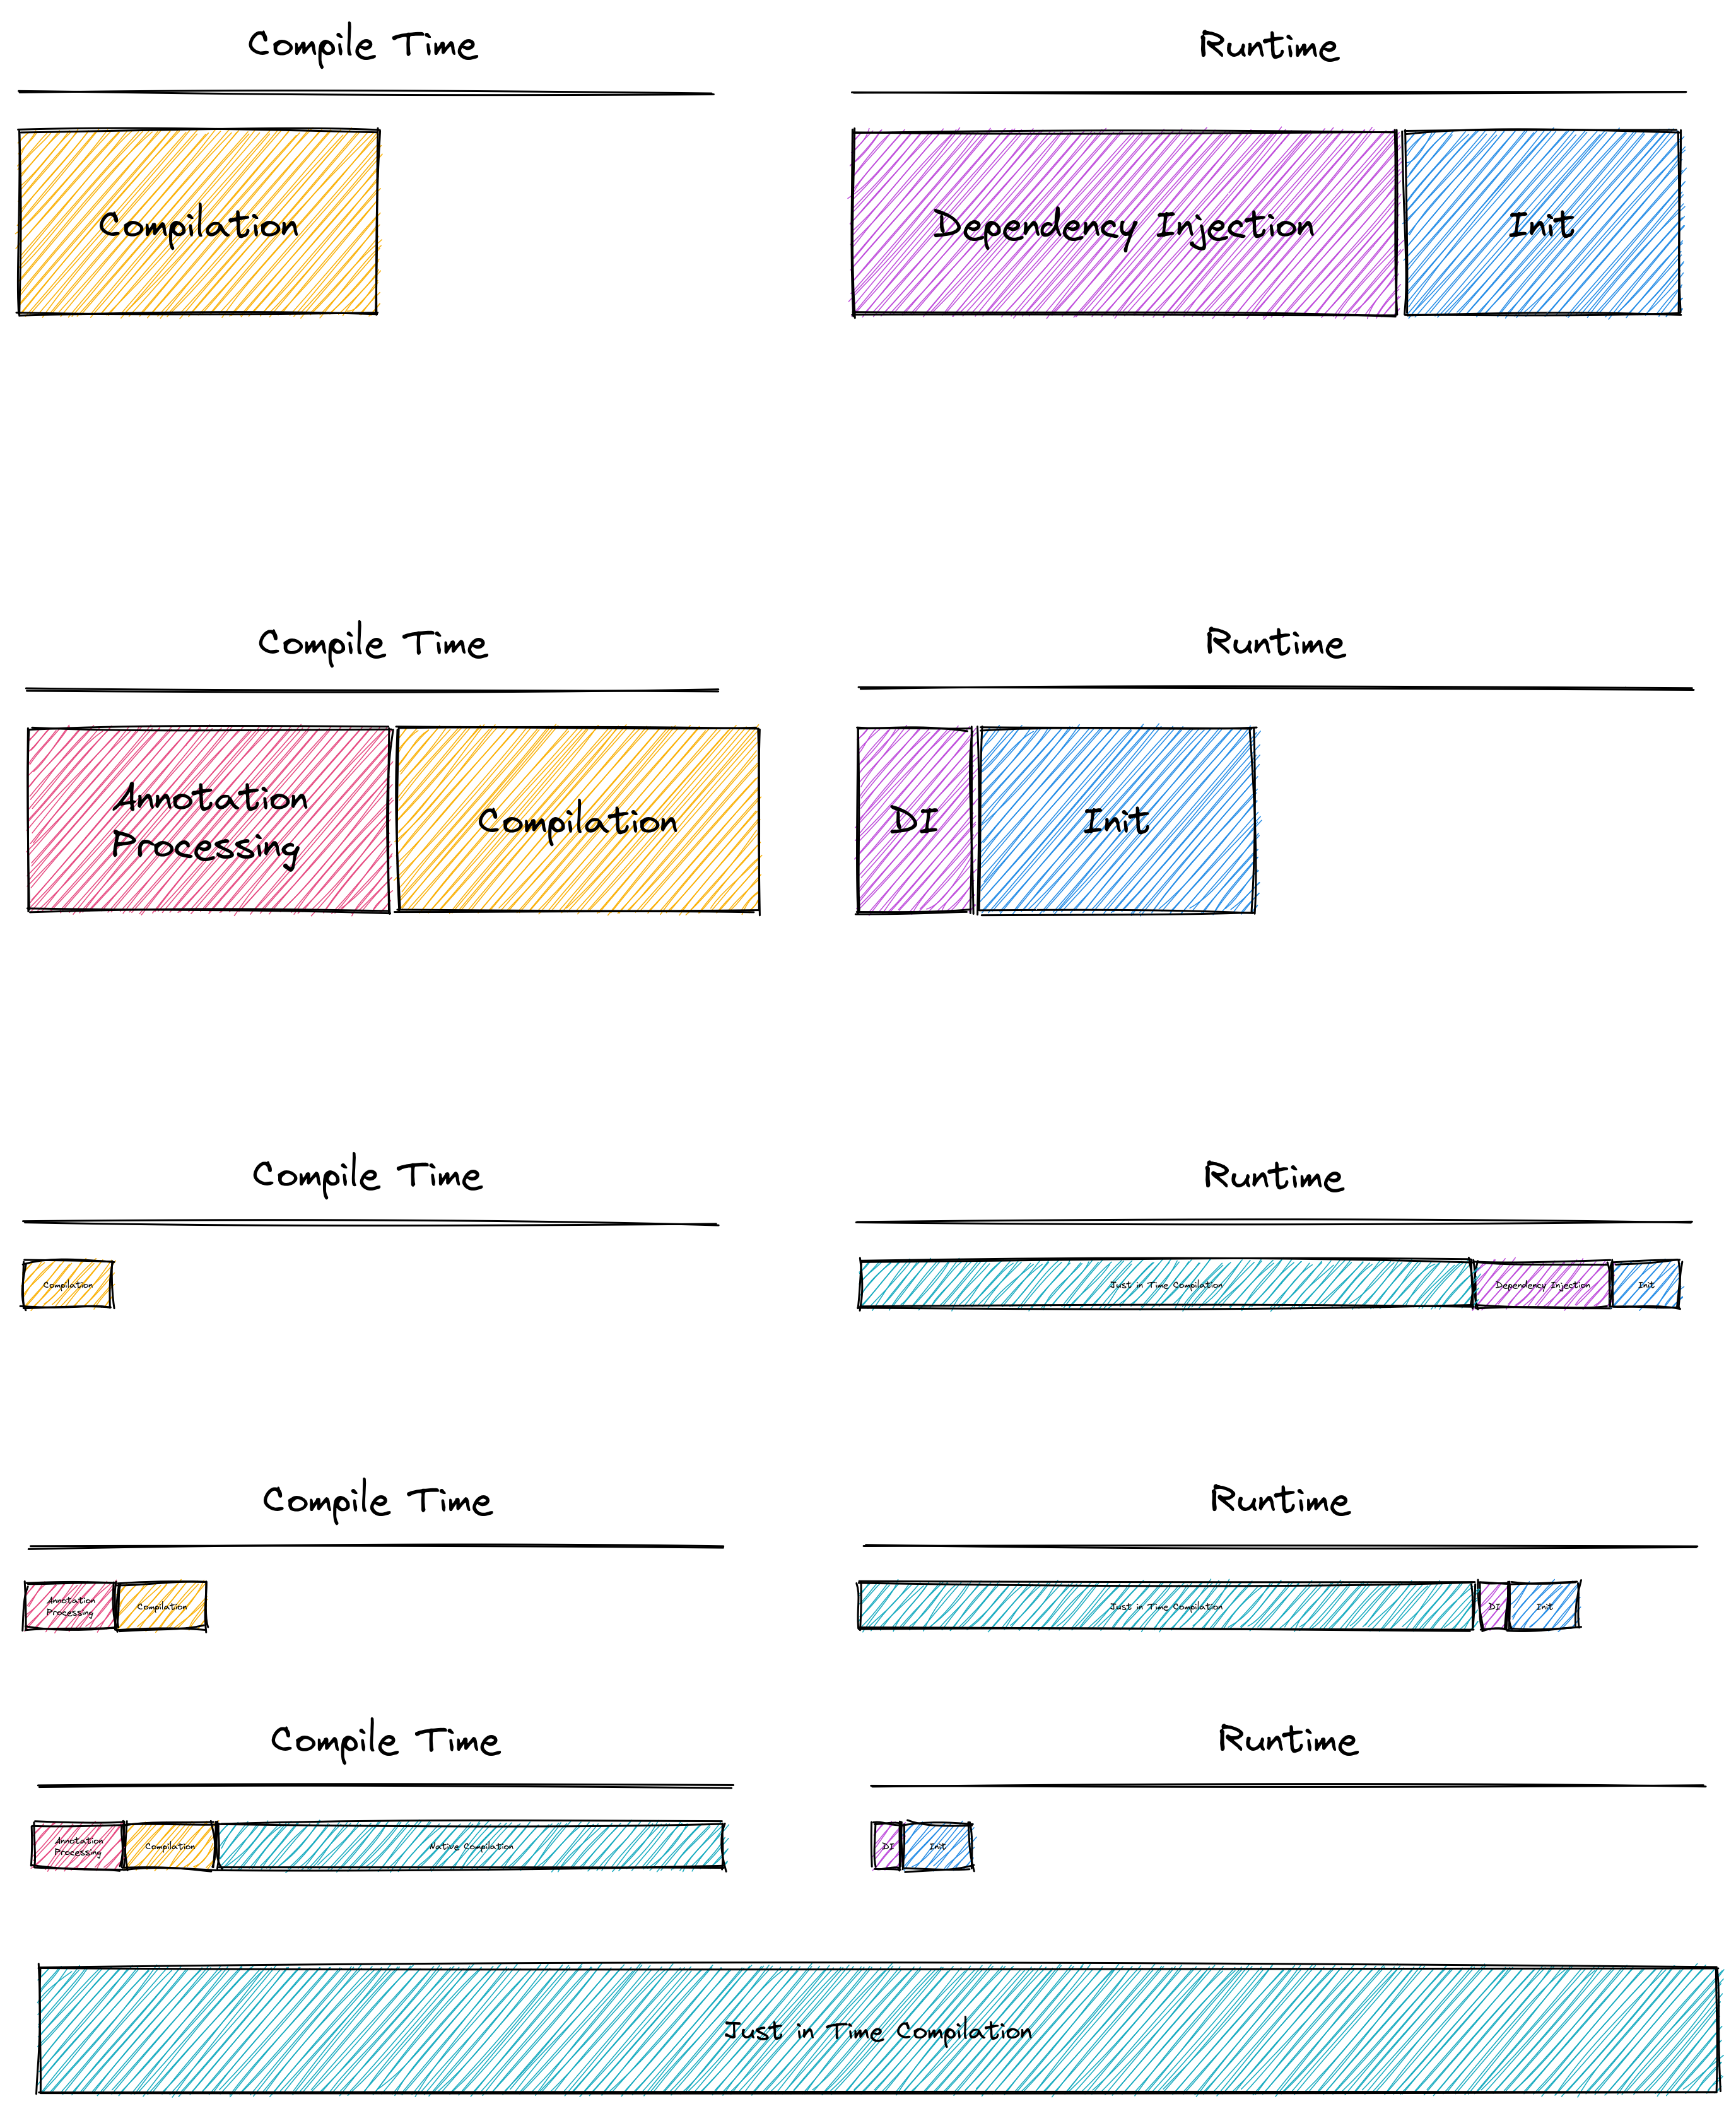 Compile Time
Runtime
Compilation
Dependency Injection
Init
Compile Time
Runtime
Annotation
Processing
Compilation
DI
Init
Compile Time
Runtime
Compilation
Just in Time Compilation
Dependency Injection
Init
Compile Time
Runtime
Annotation
Processing
Compilation
Just in Time Compilation
DI
Init
Compile Time
Runtime
Annotation
Processing
Compilation
Native Compilation
DI
Init
Just in Time Compilation